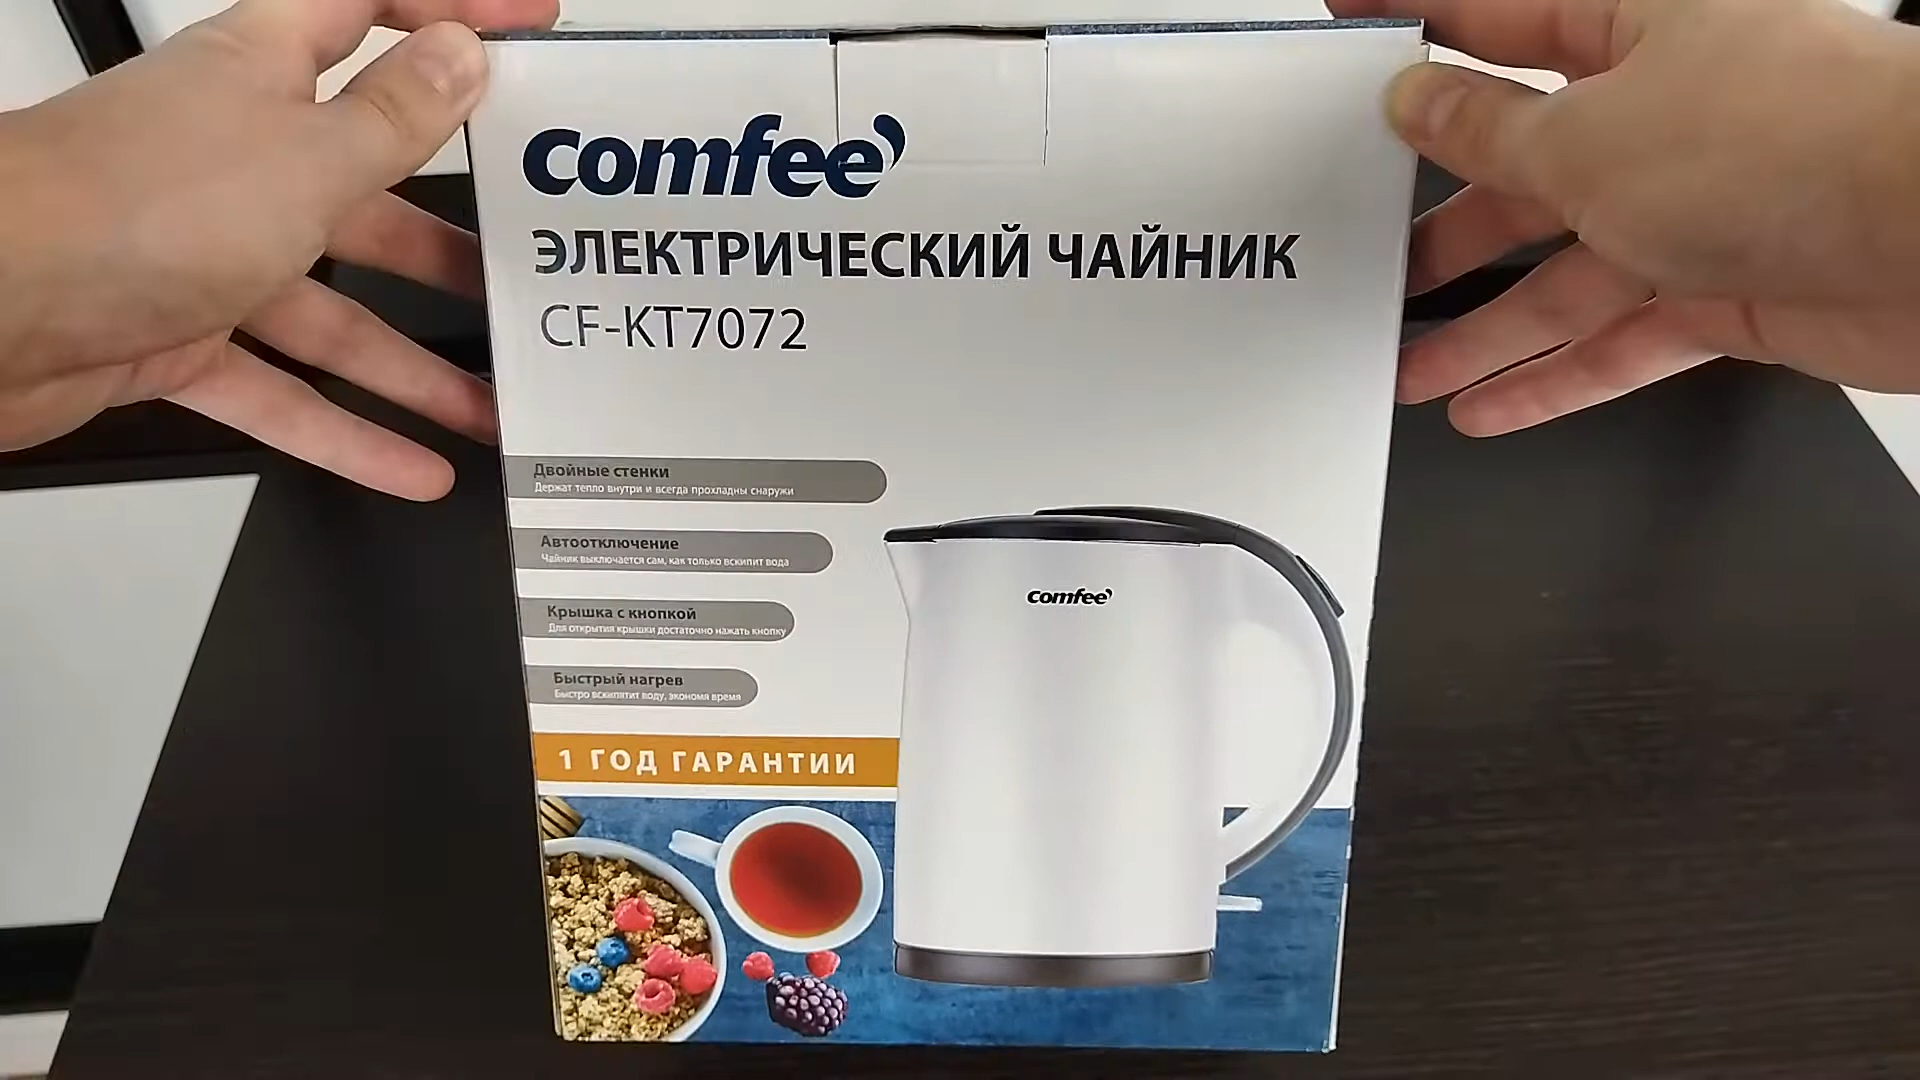 comfee'
ЭЛЕКТРИЧЕСКИЙ ЧАЙНИК
CF-KT7072
Двойные стенки
Держат тепло внутри и всегда прохладны снаружи
Автоотключение
Чайник выключается сам, как только вскипит вода
Крышка с кнопкой
Для открытия крышки достаточно нажать кнопку
Быстрый нагрев
Быстро вскипятит воду, экономя время
1 ГОД ГАРАНТИИ
comfee'